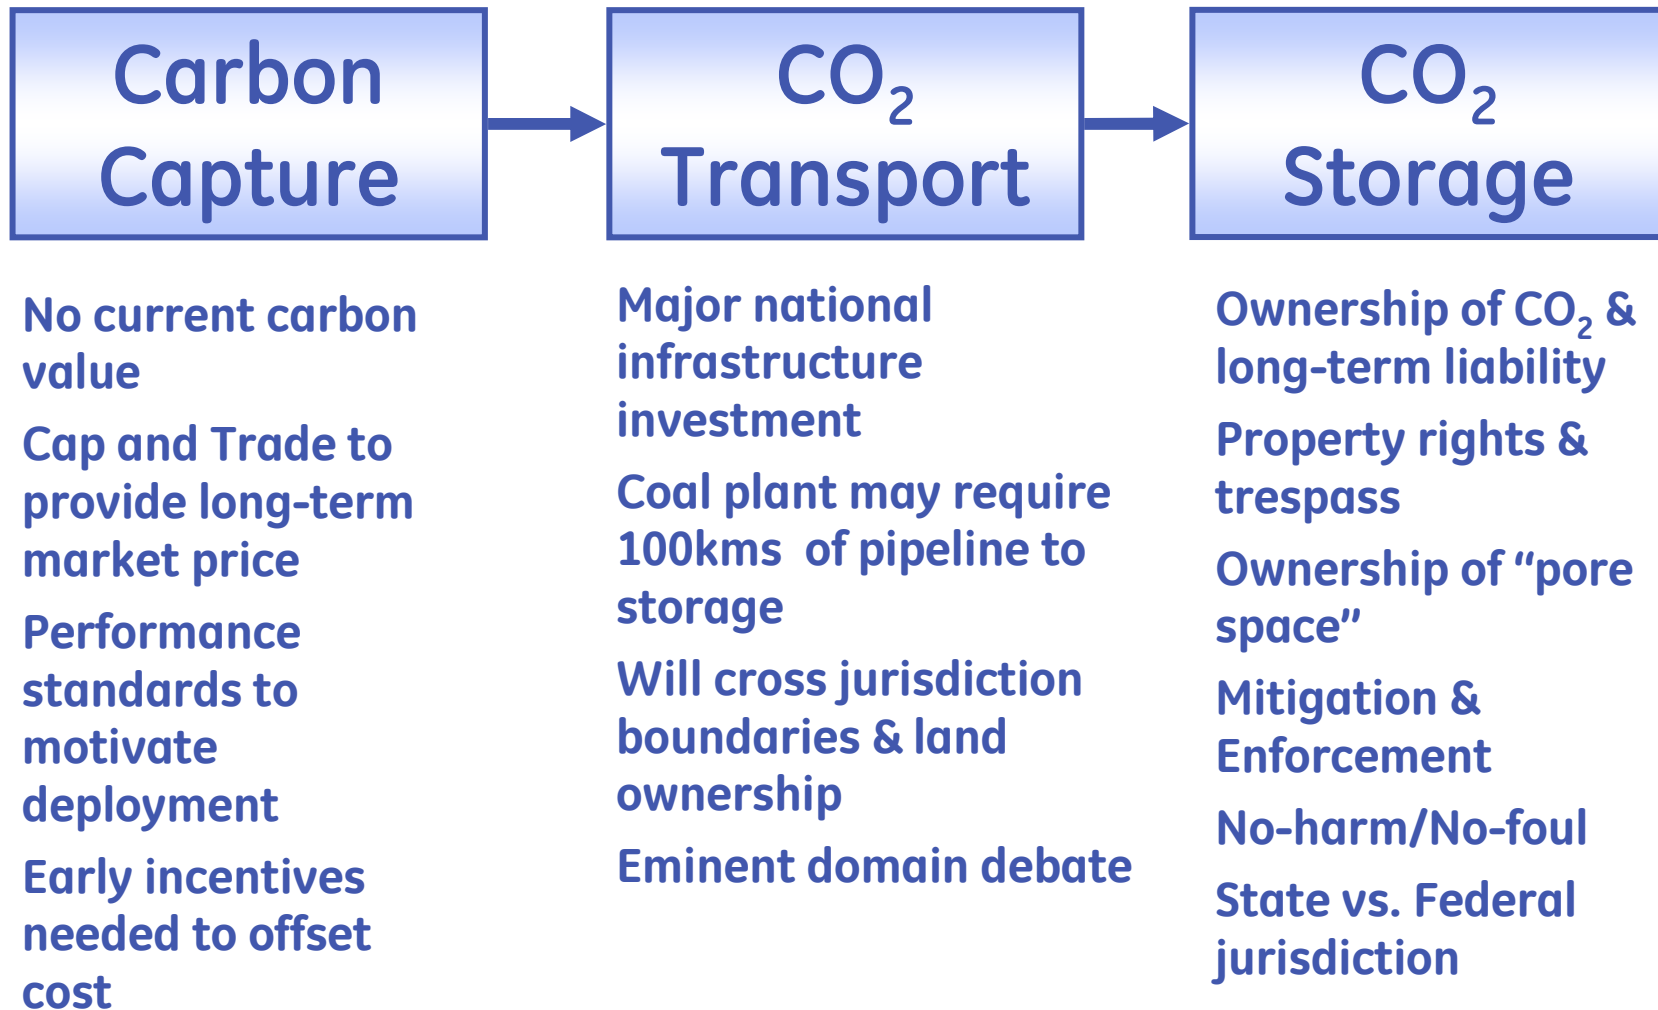 Carbon
Capture
CO₂
Transport
CO₂
Storage
No current carbon
value
Cap and Trade to
provide long-term
market price
Performance
standards to
motivate
deployment
Early incentives
needed to offset
cost
Major national
infrastructure
investment
Coal plant may require
100kms  of pipeline to
storage
Will cross jurisdiction
boundaries & land
ownership
Eminent domain debate
Ownership of CO₂ &
long-term liability
Property rights &
trespass
Ownership of “pore
space”
Mitigation &
Enforcement
No-harm/No-foul
State vs. Federal
jurisdiction